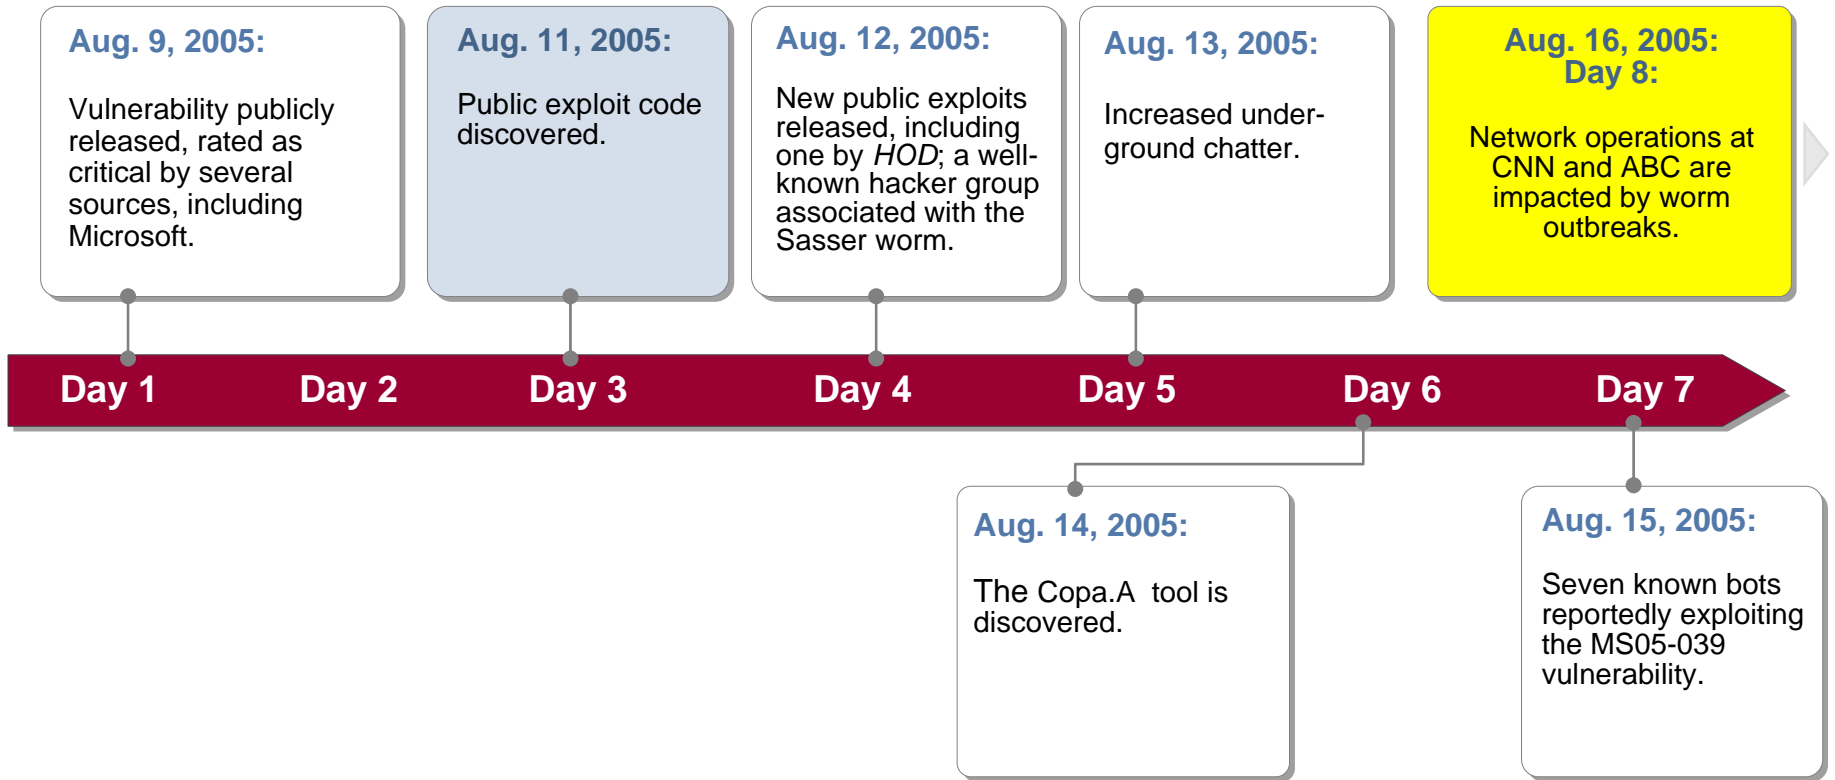 Aug. 9, 2005:
Vulnerability publicly
released, rated as
critical by several
sources, including
Microsoft.
Aug. 11, 2005:
Public exploit code
discovered.
Aug. 12, 2005:
New public exploits
released, including
one by HOD; a well-
known hacker group
associated with the
Sasser worm.
Aug. 13, 2005:
Increased under-
ground chatter.
Aug. 16, 2005:
Day 8:
Network operations at
CNN and ABC are
impacted by worm
outbreaks.
Day 1
Day 2
Day 3
Day 4
Day 5
Day 6
Day 7
Aug. 14, 2005:
The Copa.A tool is
discovered.
Aug. 15, 2005:
Seven known bots
reportedly exploiting
the MS05-039
vulnerability.